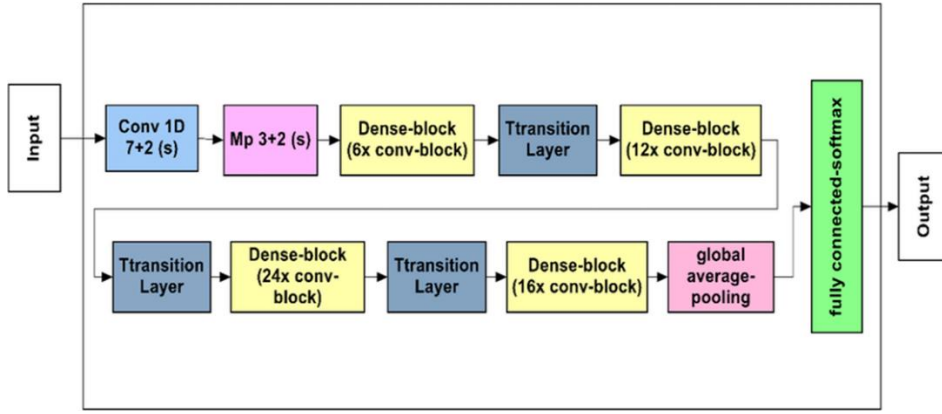 Input
Conv 1D
7+2 (s)
Mp 3+2 (s)
Dense-block
(6x conv-block)
Ttransition
Layer
Dense-block
(12x conv-block)
Ttransition
Layer
Dense-block
(24x conv-
block)
Ttransition
Layer
Dense-block
(16x conv-block)
global
average-
pooling
fully connected-softmax
Output